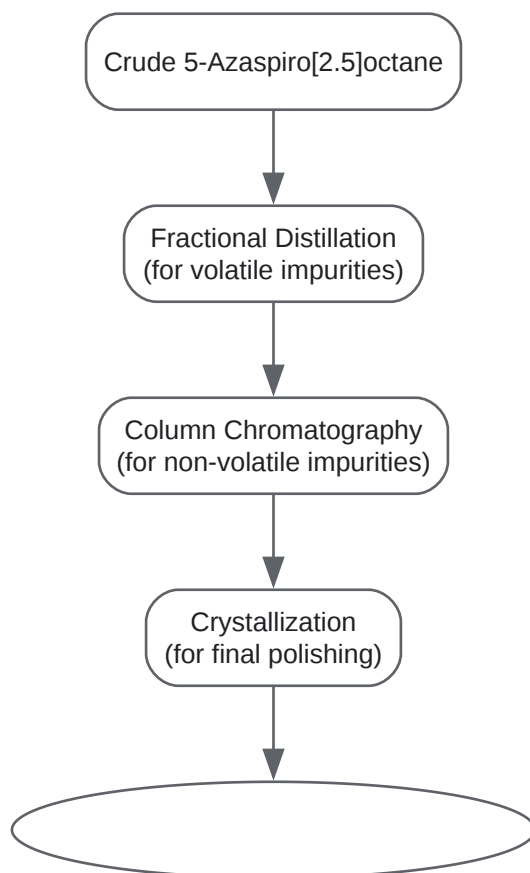 Crude 5-Azaspiro[2.5]octane
Fractional Distillation
(for volatile impurities)
Column Chromatography
(for non-volatile impurities)
Crystallization
(for final polishing)